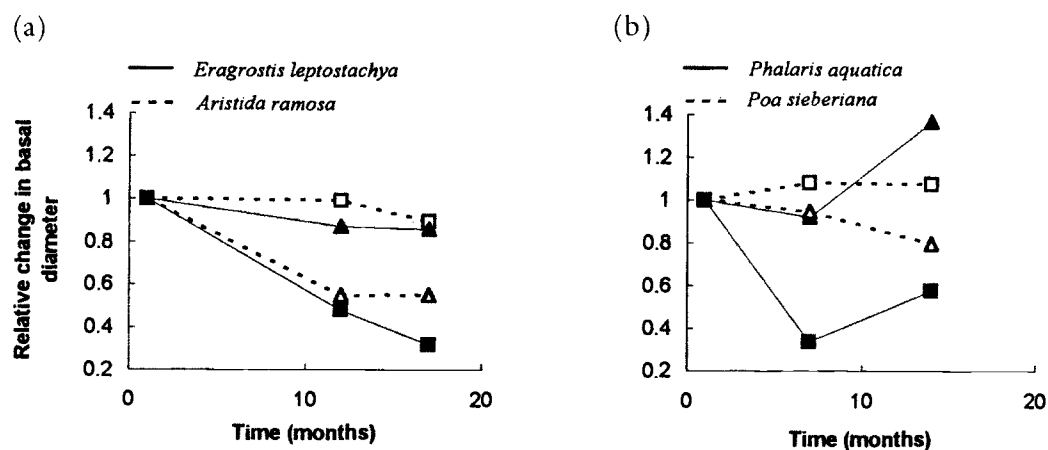 (a)
Eragrostis leptostachya
Aristida ramosa
1.4
1.2
1
0.8
0.6
0.4
0.2
0
10
20
Relative change in basal
diameter
Time (months)
(b)
Phalaris aquatica
Poa sieberiana
1.4
1.2
1
0.8
0.6
0.4
0.2
0
10
20
Time (months)